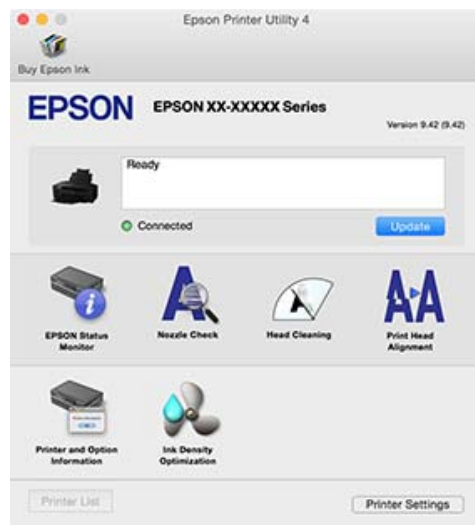 Epson Printer Utility 4
Buy Epson Ink
EPSON
EPSON XX-XXXXX Series
Version 9.42 (9.42)
Ready
Connected
Update
EPSON Status
Monitor
Nozzle Check
Head Cleaning
Print Head
Alignment
Printer and Option
Information
Ink Density
Optimization
Printer List
Printer Settings